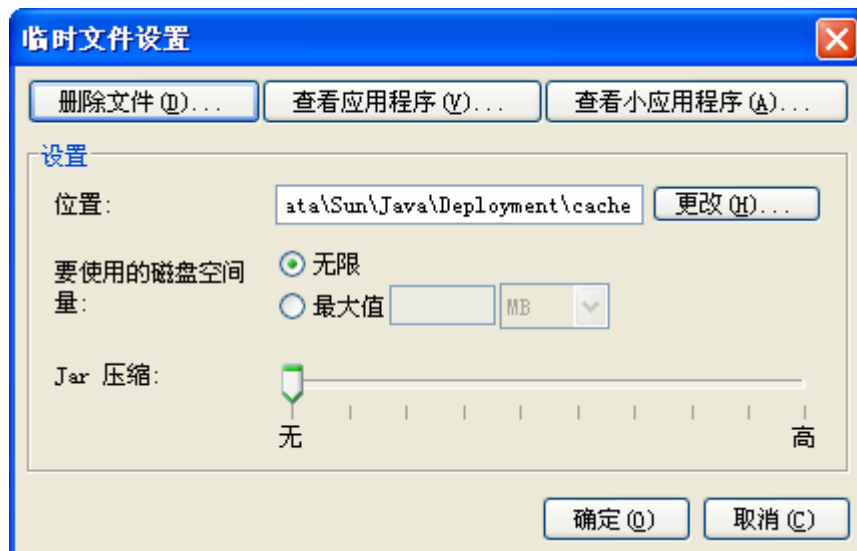 临时文件设置
删除文件(D)... 查看应用程序(V)... 查看小应用程序(A)...
设置
位置: ata\Sun\Java\Deployment\cache 更改(H)...
要使用的磁盘空间
量:
无限
最大值 MB
Jar 压缩:
无 高
确定(O) 取消(C)